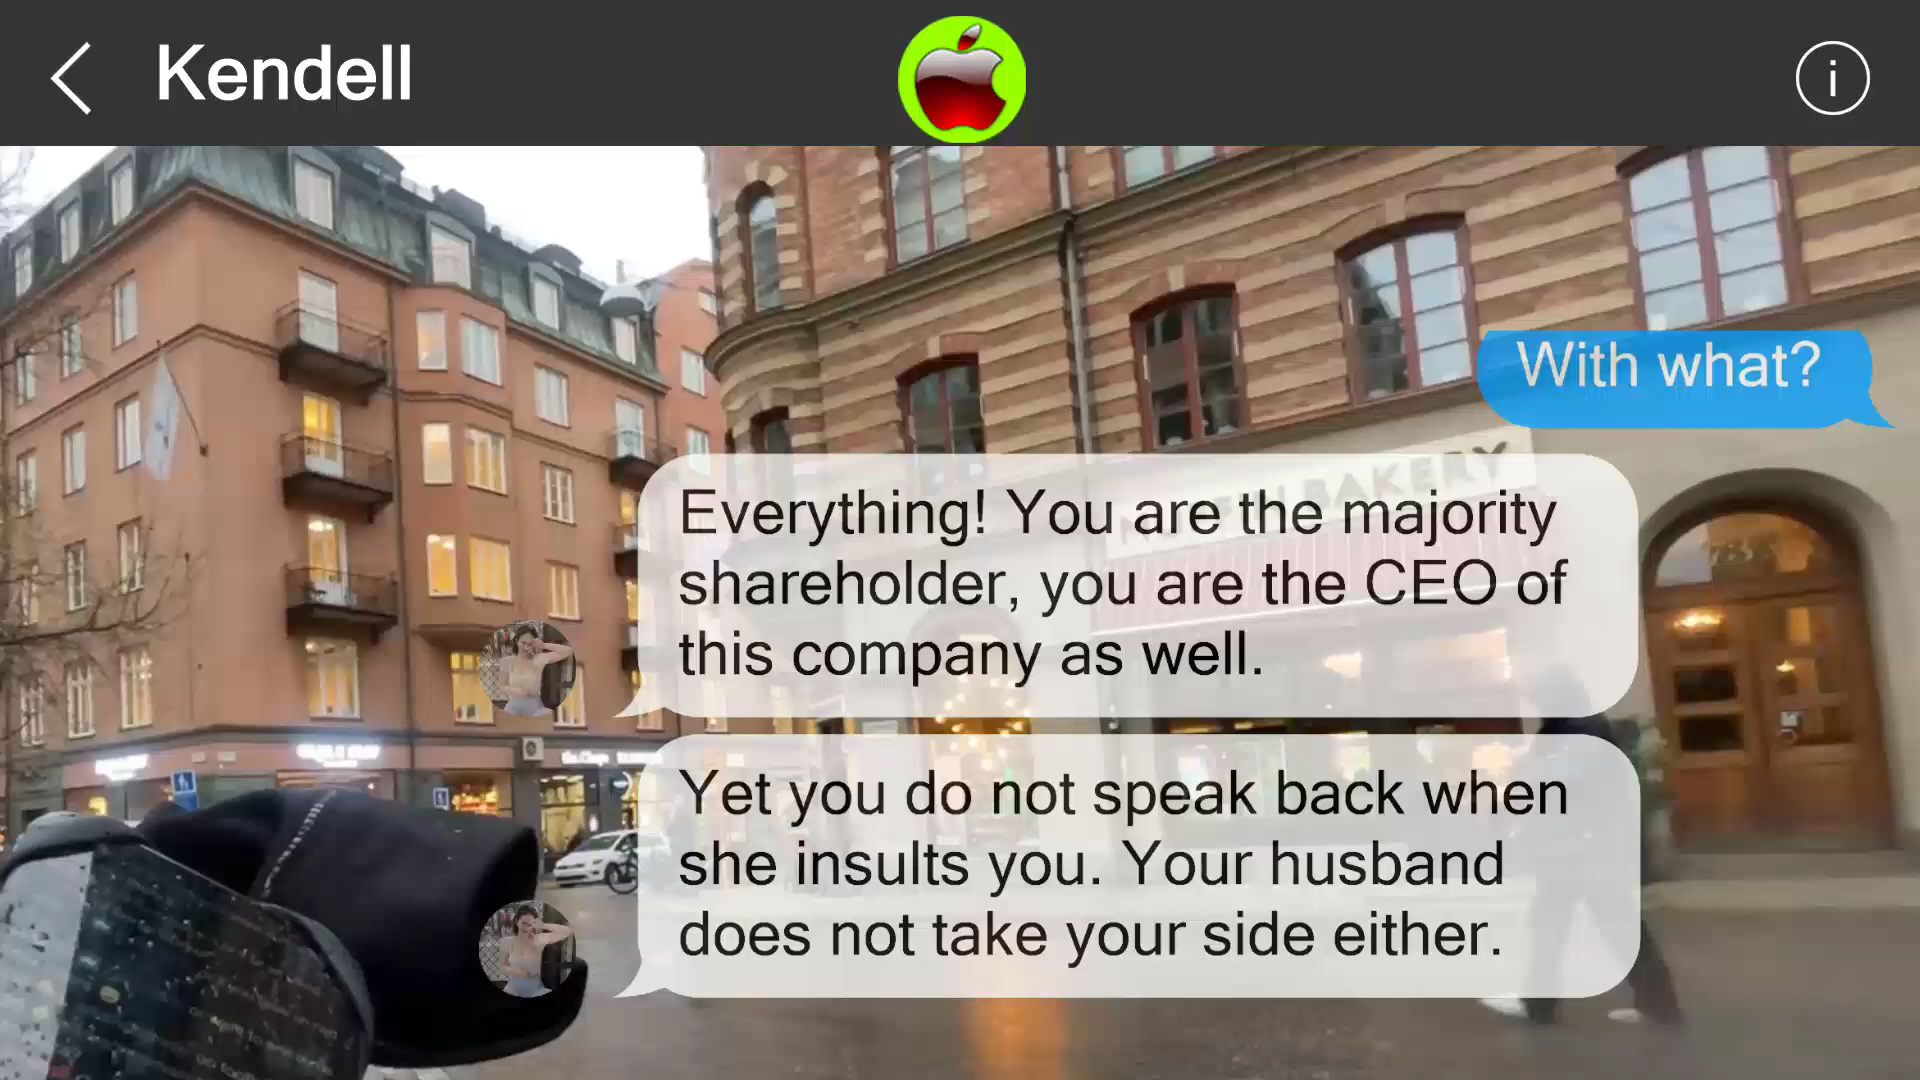 Kendell
With what?
Everything! You are the majority
shareholder, you are the CEO of
this company as well.
Yet you do not speak back when
she insults you. Your husband
does not take your side either.
BAKERY